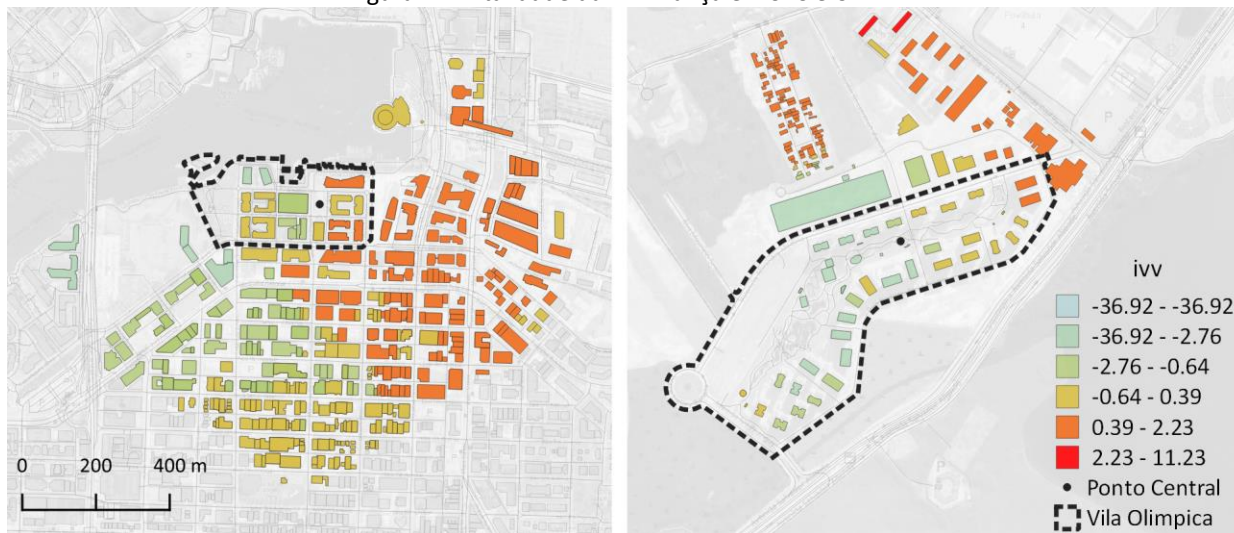 0 200 400 m
ivv
-36.92 - -36.92
-36.92 - -2.76
-2.76 - -0.64
-0.64 - 0.39
0.39 - 2.23
2.23 - 11.23
Ponto Central
Vila Olimpica